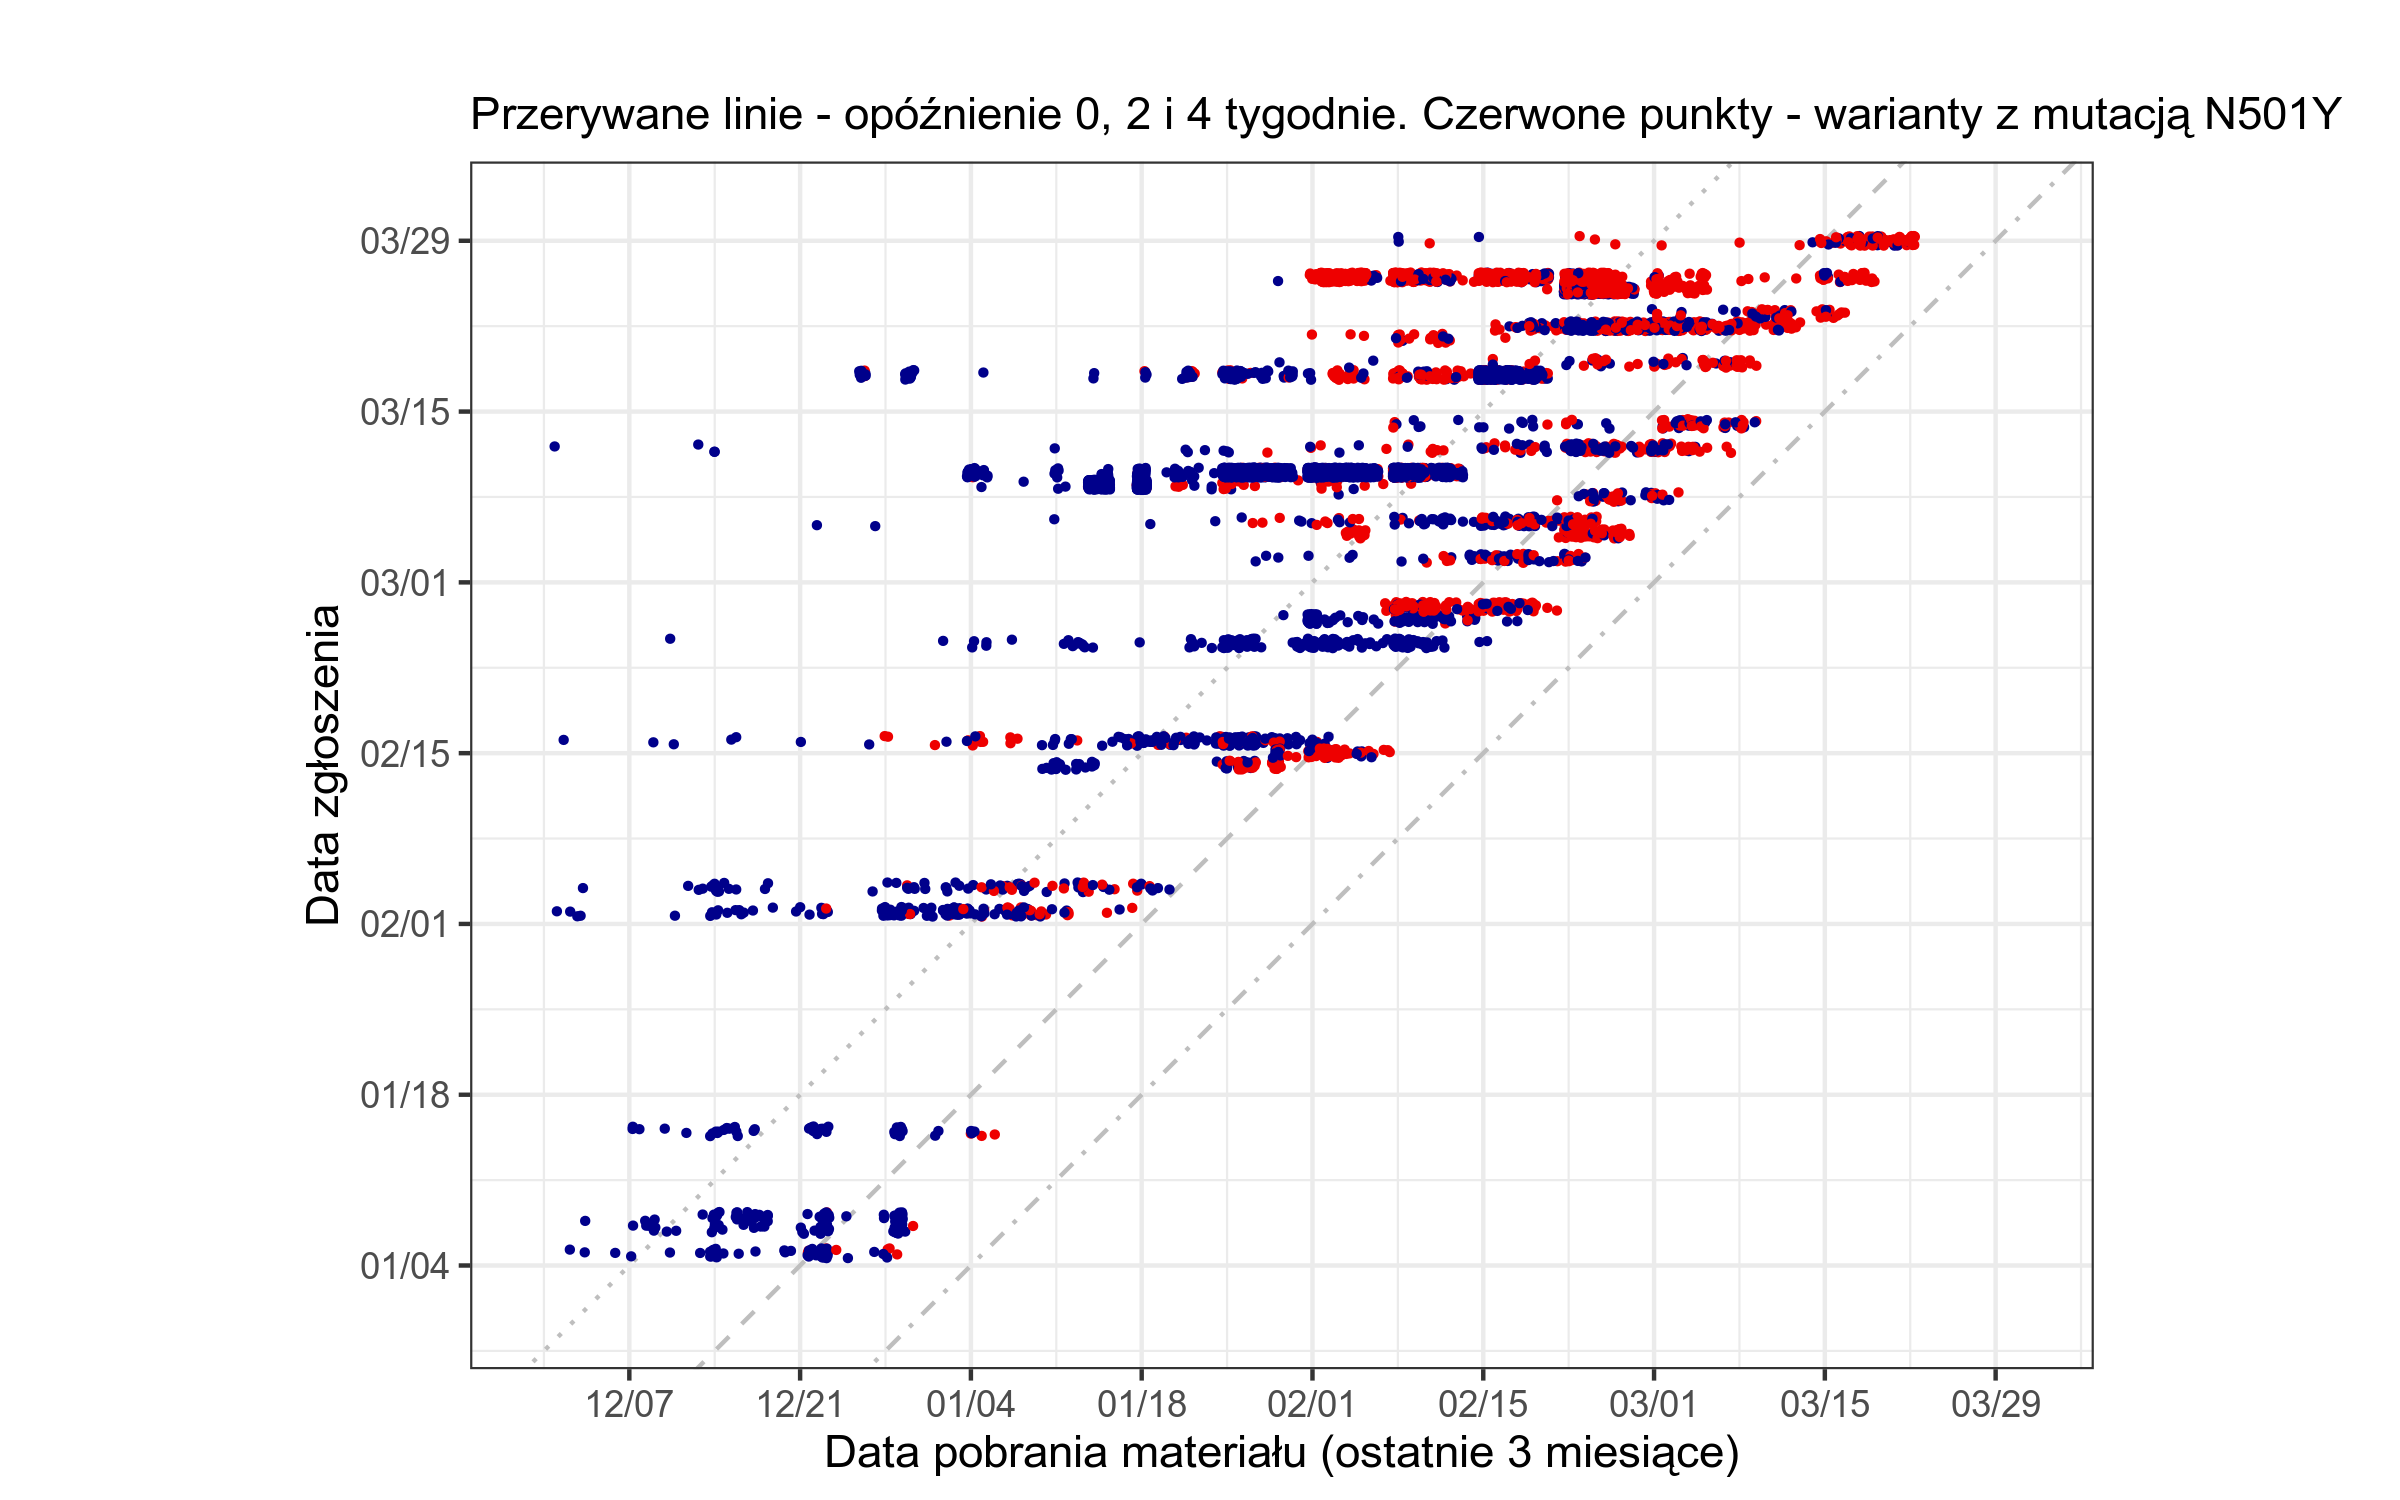 Przerywane linie - opóźnienie 0, 2 i 4 tygodnie. Czerwone punkty - warianty z mutacją N501Y
Data zgłoszenia
03/29
03/15
03/01
02/15
02/01
01/18
01/04
12/07 12/21 01/04 01/18 02/01 02/15 03/01 03/15 03/29
Data pobrania materiału (ostatnie 3 miesiące)